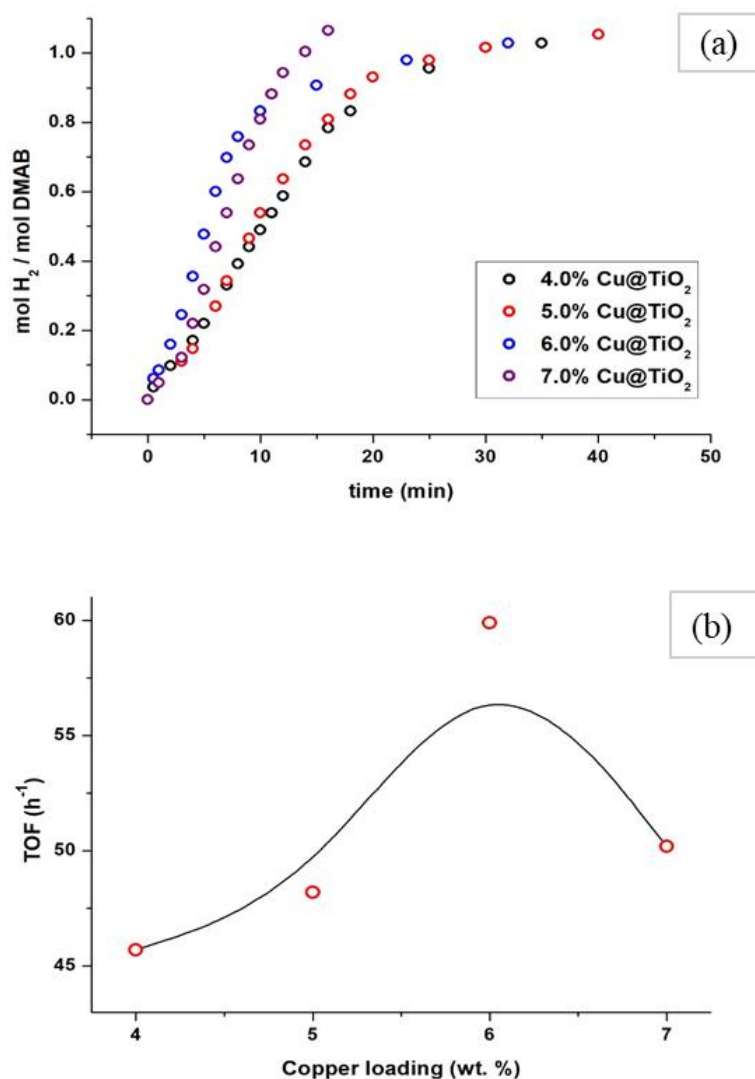 (a)
1.0
0.8
0.6
0.4
0.2
0.0
mol H₂ / mol DMAB
4.0% Cu@TiO₂
5.0% Cu@TiO₂
6.0% Cu@TiO₂
7.0% Cu@TiO₂
0 10 20 30 40 50
time (min)
(b)
60
55
50
45
TOF (h⁻¹)
4 5 6 7
Copper loading (wt. %)